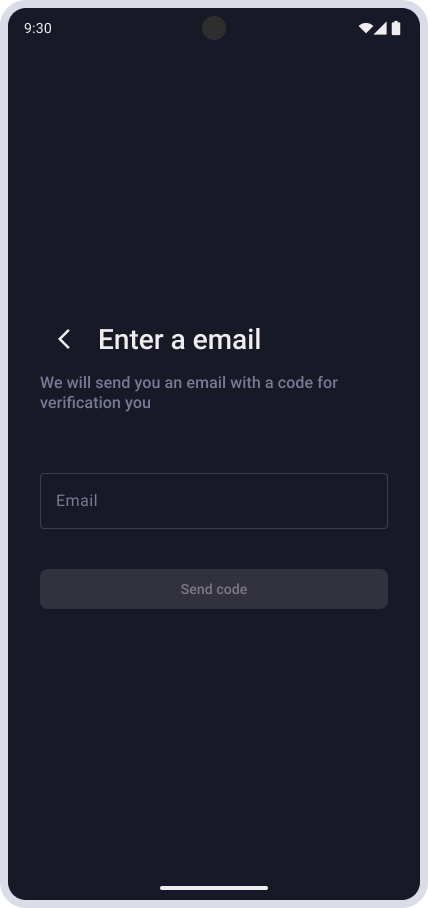 9:30
Enter a email
We will send you an email with a code for
verification you
Email
Send code